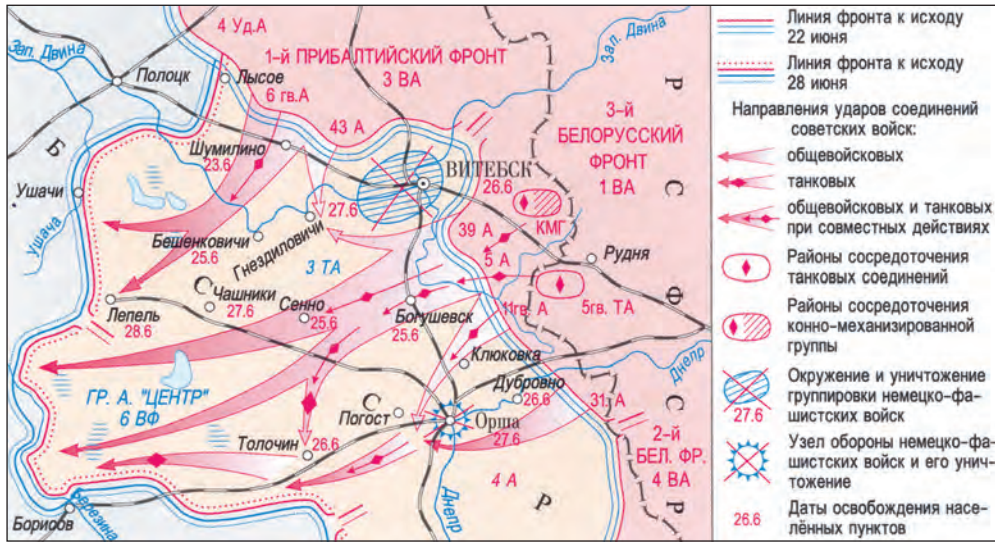 4 Уд.А
1-й ПРИБАЛТИЙСКИЙ ФРОНТ
3 ВА
Зап. Двина
Зап. Двина
Полоцк
Лысое
6 гв.А
43 А
Р
С
Ф
С
Р
3-й
БЕЛОРУССКИЙ
ФРОНТ
1 ВА
Б
С
С
Р
Шумилино
23.6
ВИТЕБСК
26.6
КМГ
Ушачи
Ушача
27.6
39 А
5 А
Рудня
Бешенковичи
25.6
Гнездиловичи
3 ТА
11гв. А
5гв. ТА
Лепель
28.6
Чашники
27.6
Сенно
25.6
Богушевск
25.6
Клюковка
Днепр
ГР. А. "ЦЕНТР"
6 ВФ
Дубровно
26.6
31 А
Погост
Орша
27.6
2-й
БЕЛ. ФР.
4 ВА
Толочин
26.6
4 А
Днепр
Борисов
Березина
Линия фронта к исходу
22 июня
Линия фронта к исходу
28 июня
Направления ударов соединений
советских войск:
общевойсковых
танковых
общевойсковых и танковых
при совместных действиях
Районы сосредоточения
танковых соединений
Районы сосредоточения
конно-механизированной
группы
Окружение и уничтожение
группировки немецко-фа-
шистских войск
27.6
Узел обороны немецко-фа-
шистских войск и его унич-
тожение
26.6
Даты освобождения насе-
лённых пунктов